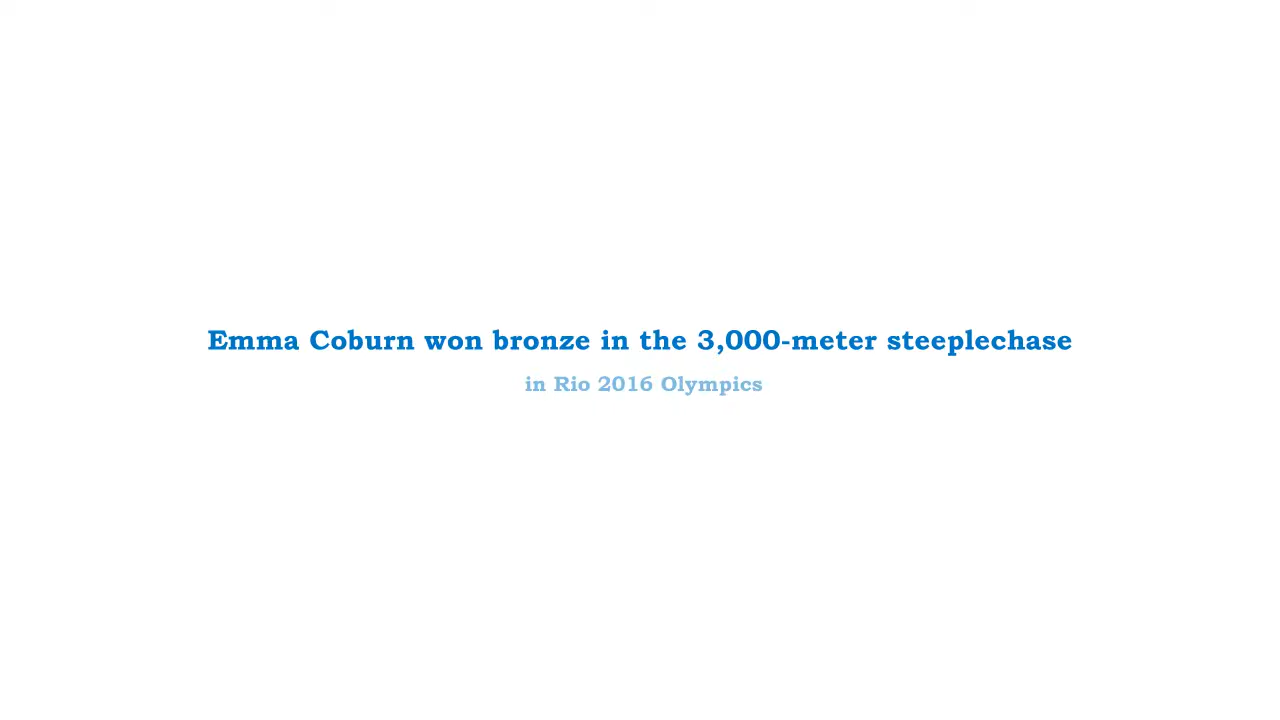 Emma Coburn won bronze in the 3,000-meter steeplechase
in Rio 2016 Olympics